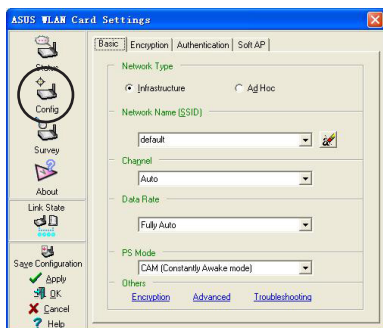 ASUS WLAN Card Settings
Status
Config
Survey
About
Link State
Save Configuration
Apply
OK
Cancel
Help
Basic Encryption Authentication Soft AP
Network Type
Infrastructure Ad Hoc
Network Name (SSID)
default
Channel
Auto
Data Rate
Fully Auto
PS Mode
CAM (Constantly Awake mode)
Others
Encryption Advanced Troubleshooting